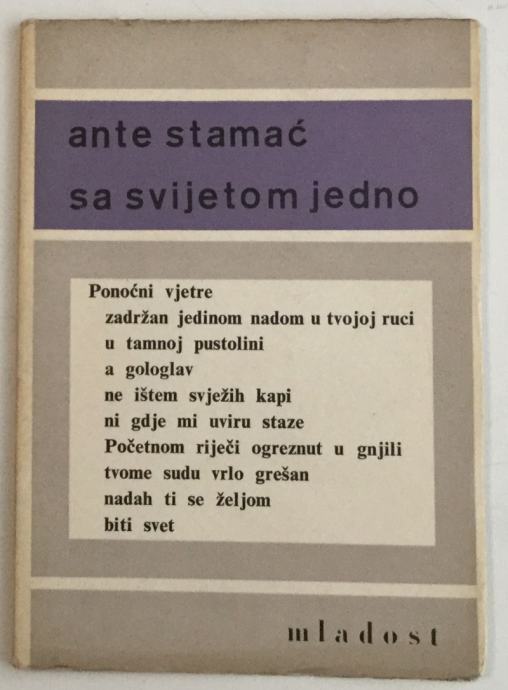 ante stamać
sa svijetom jedno
Ponoćni vjetre
zadržan jedinom nadom u tvojoj ruci
u tamnoj pustolini
a gologlav
ne ištem svježih kapi
ni gdje mi uviru staze
Početnom riječi ogreznut u gnjili
tvome sudu vrlo grešan
nadah ti se željom
biti svet
mladost